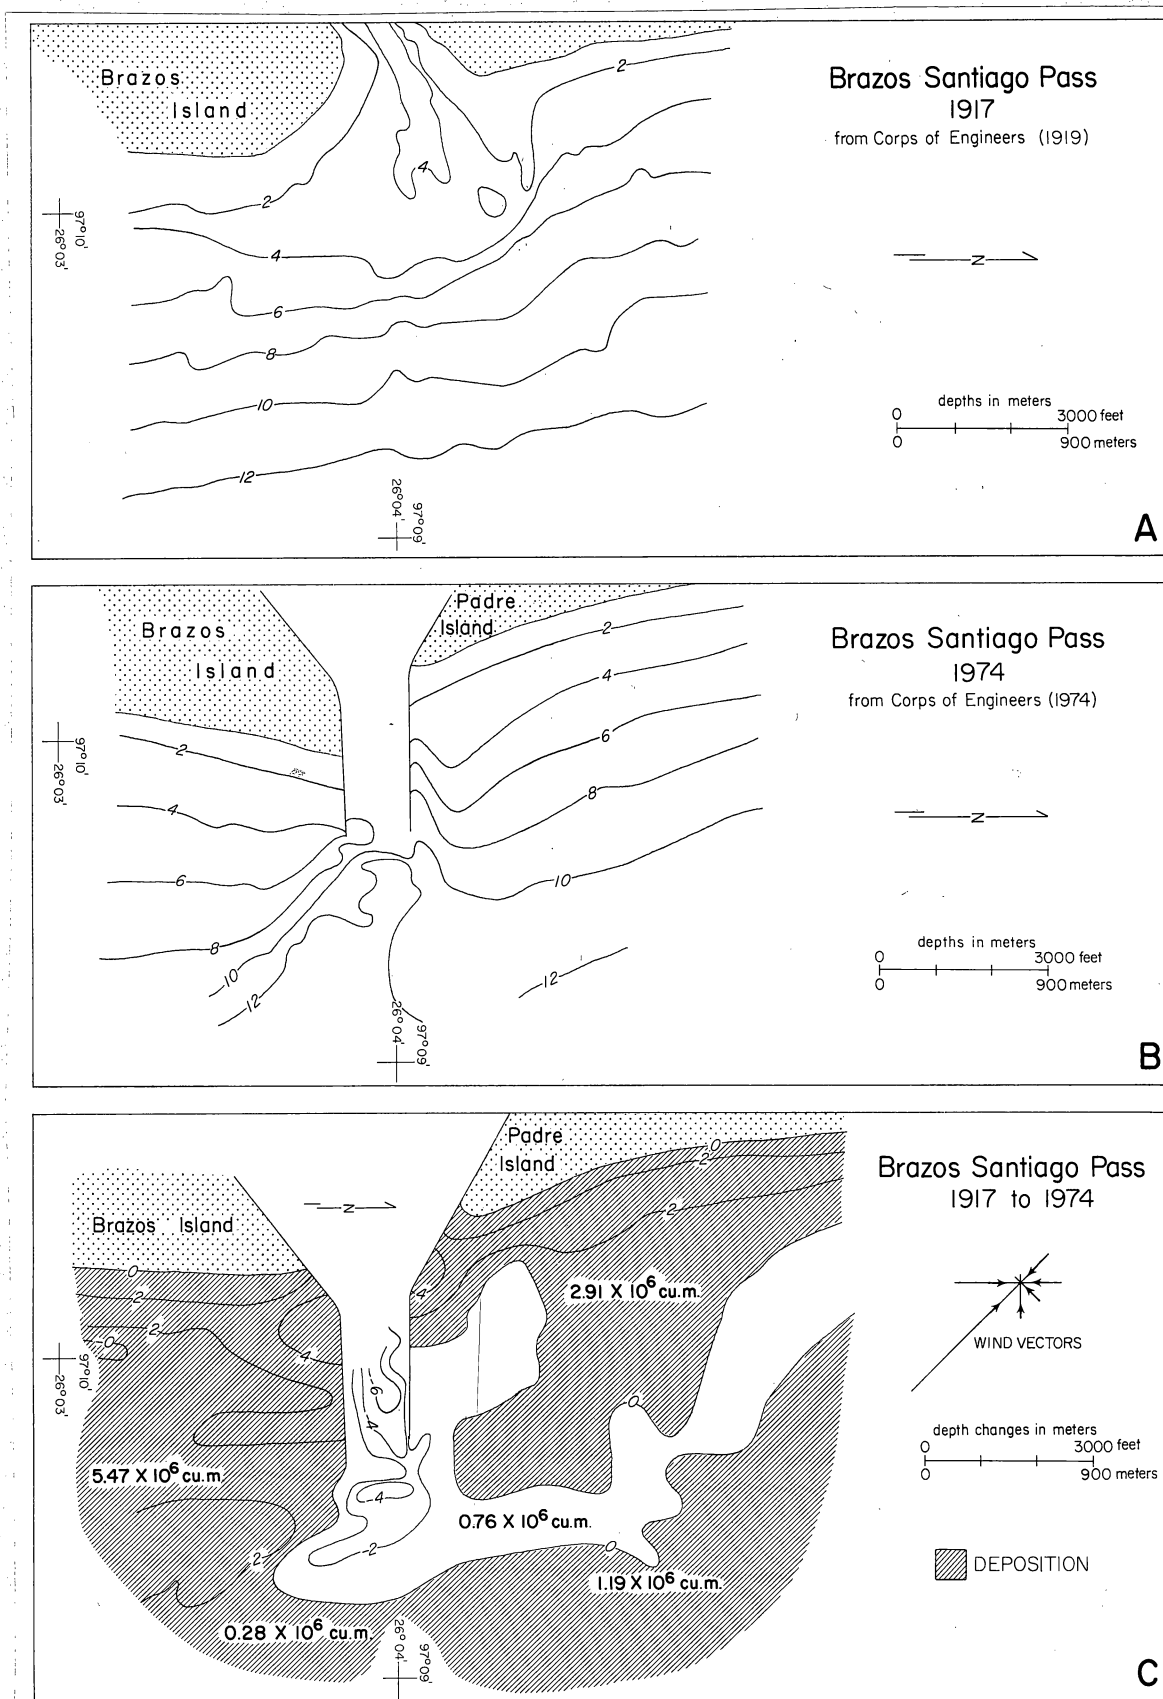 Brazos
Island
2
4
2
4
6
8
10
12
97°10'
26°03'
26°04'
97°09'
Brazos Santiago Pass
1917
from Corps of Engineers (1919)
N
depths in meters
0 3000 feet
0 900 meters
A
Brazos
Island
Padre
Island
2
4
6
8
10
12
2
4
6
8
10
12
97°10'
26°03'
26°04'
97°09'
Brazos Santiago Pass
1974
from Corps of Engineers (1974)
N
depths in meters
0 3000 feet
0 900 meters
B
Padre
Island
Brazos Island
N
0
2
2
4
0
2
2
0
4
-6
-4
-4
-2
2
0
0
2.91 X 10⁶ cu.m.
5.47 X 10⁶ cu.m.
0.76 X 10⁶ cu.m.
1.19 X 10⁶ cu.m.
0.28 X 10⁶ cu.m.
97°10'
26°03'
26°04'
97°09'
Brazos Santiago Pass
1917 to 1974
WIND VECTORS
depth changes in meters
0 3000 feet
0 900 meters
DEPOSITION
C